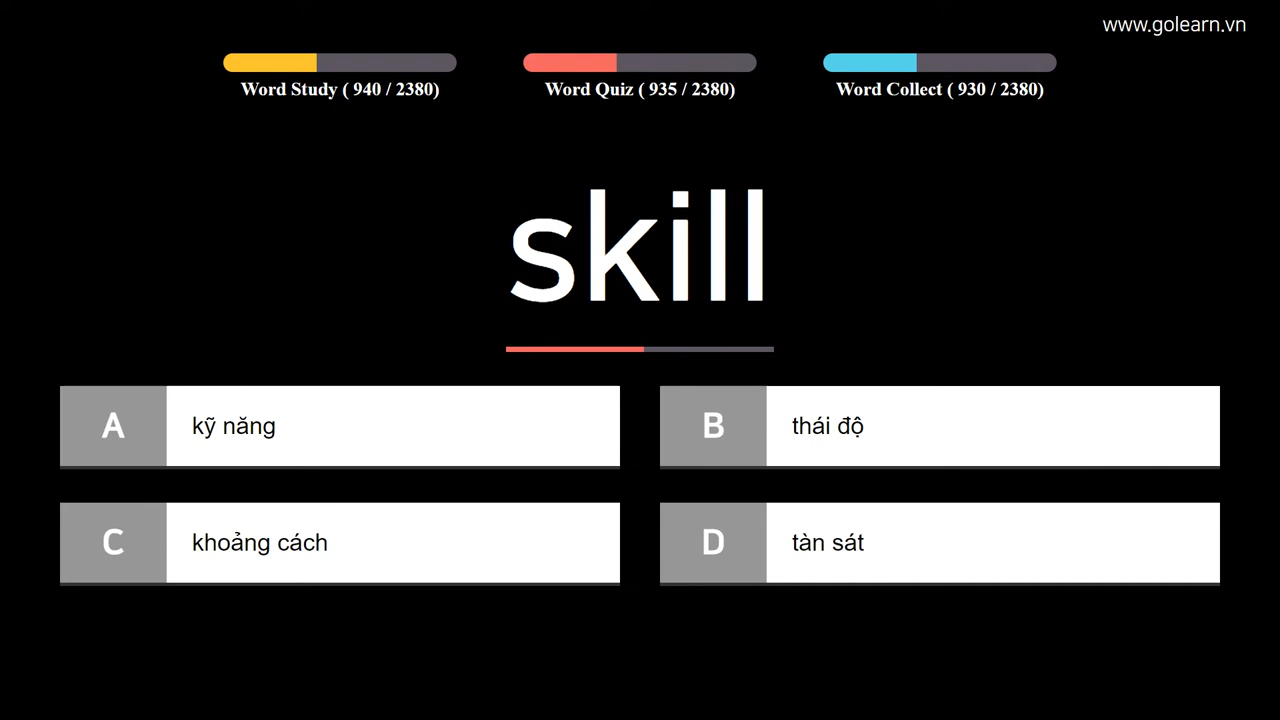 www.golearn.vn
Word Study ( 940 / 2380)
Word Quiz ( 935 / 2380)
Word Collect ( 930 / 2380)
skill
A kỹ năng
B thái độ
C khoảng cách
D tàn sát